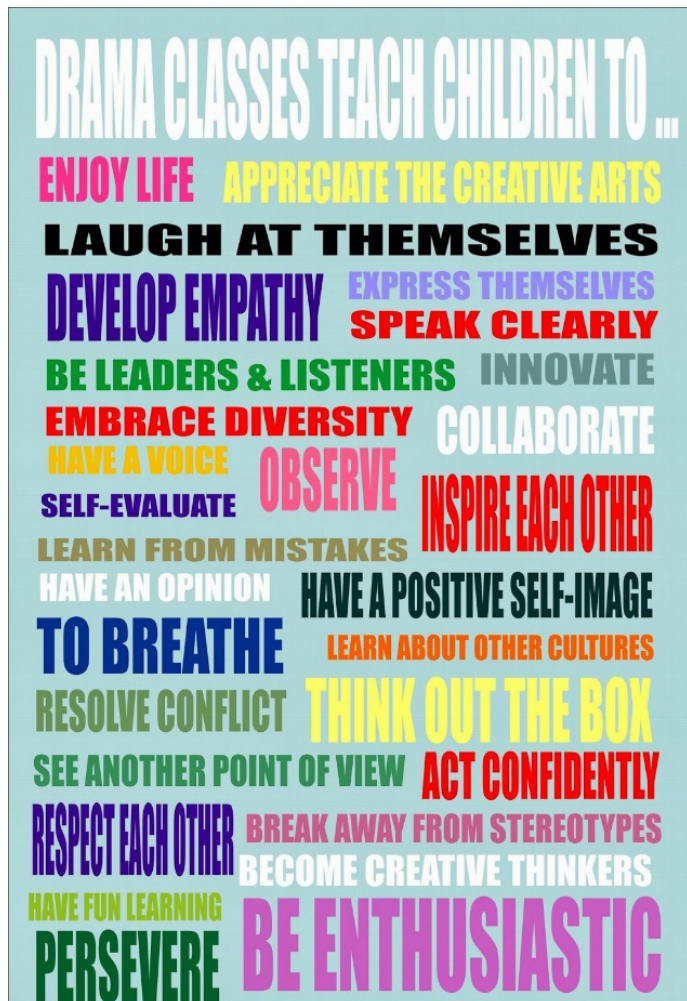 DRAMA CLASSES TEACH CHILDREN TO ...
ENJOY LIFE
APPRECIATE THE CREATIVE ARTS
LAUGH AT THEMSELVES
DEVELOP EMPATHY
EXPRESS THEMSELVES
SPEAK CLEARLY
BE LEADERS & LISTENERS
INNOVATE
EMBRACE DIVERSITY
COLLABORATE
HAVE A VOICE
OBSERVE
SELF-EVALUATE
INSPIRE EACH OTHER
LEARN FROM MISTAKES
HAVE AN OPINION
HAVE A POSITIVE SELF-IMAGE
TO BREATHE
LEARN ABOUT OTHER CULTURES
RESOLVE CONFLICT
THINK OUT THE BOX
SEE ANOTHER POINT OF VIEW
ACT CONFIDENTLY
RESPECT EACH OTHER
BREAK AWAY FROM STEREOTYPES
BECOME CREATIVE THINKERS
HAVE FUN LEARNING
BE ENTHUSIASTIC
PERSEVERE